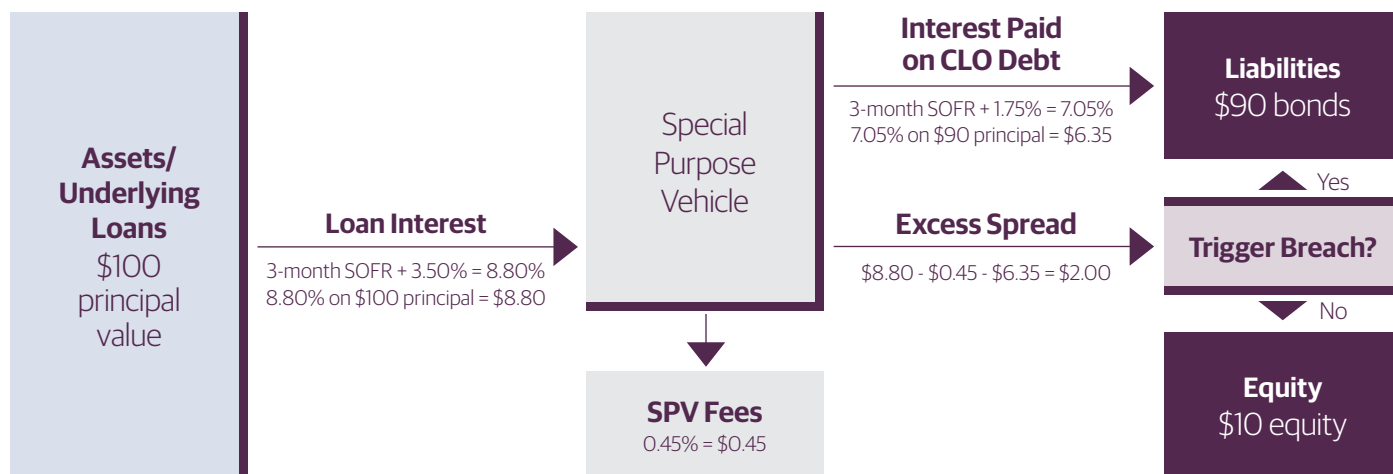 Assets/
Underlying
Loans
$100
principal
value
Loan Interest
3-month SOFR + 3.50% = 8.80%
8.80% on $100 principal = $8.80
Special
Purpose
Vehicle
SPV Fees
0.45% = $0.45
Interest Paid
on CLO Debt
3-month SOFR + 1.75% = 7.05%
7.05% on $90 principal = $6.35
Excess Spread
$8.80 - $0.45 - $6.35 = $2.00
Liabilities
$90 bonds
Yes
Trigger Breach?
No
Equity
$10 equity